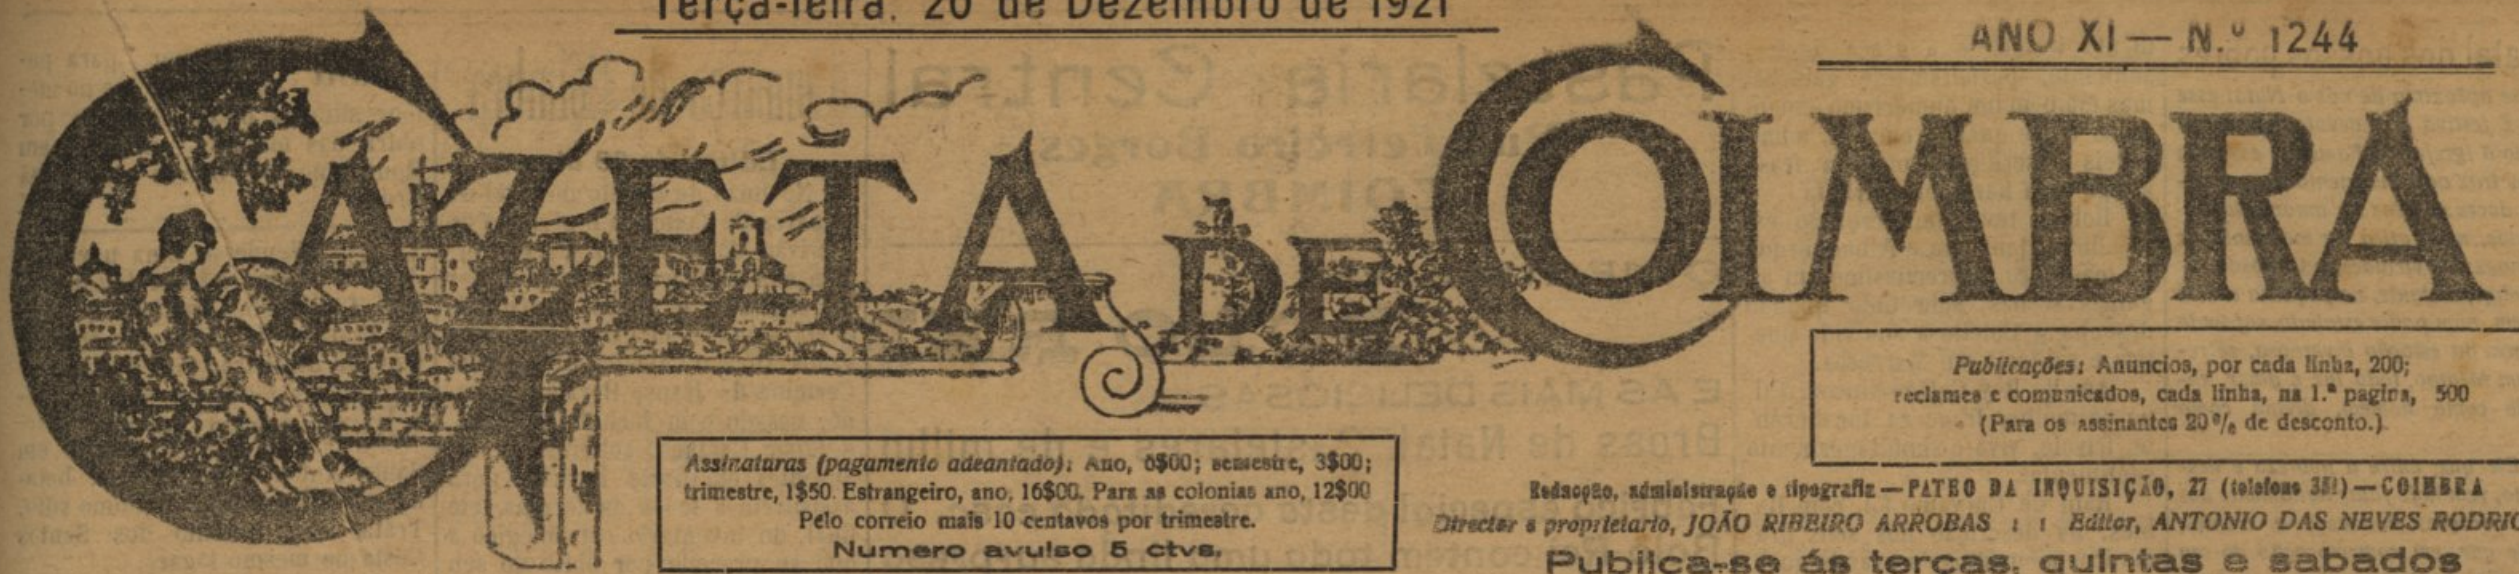 Terça-feira, 20 de Dezembro de 1921
ANO XI — N.º 1244
GAZETA DE COIMBRA
Publicações: Anuncios, por cada linha, 200;
reclames e comunicados, cada linha, na 1.ª pagina, 500
(Para os assinantes 20 % de desconto.)
Assinaturas (pagamento adeantado): Ano, 6$00; semestre, 3$00;
trimestre, 1$50. Estrangeiro, ano, 16$00. Para as colonias ano, 12$00
Pelo correio mais 10 centavos por trimestre.
Numero avulso 5 ctvs.
Redacção, administração e tipografia — PATEO DA INQUISIÇÃO, 27 (telefone 351) — COIMBRA
Director e proprietario, JOÃO RIBEIRO ARROBAS : : Editor, ANTONIO DAS NEVES
Publica-se ás terças, quintas e sabados